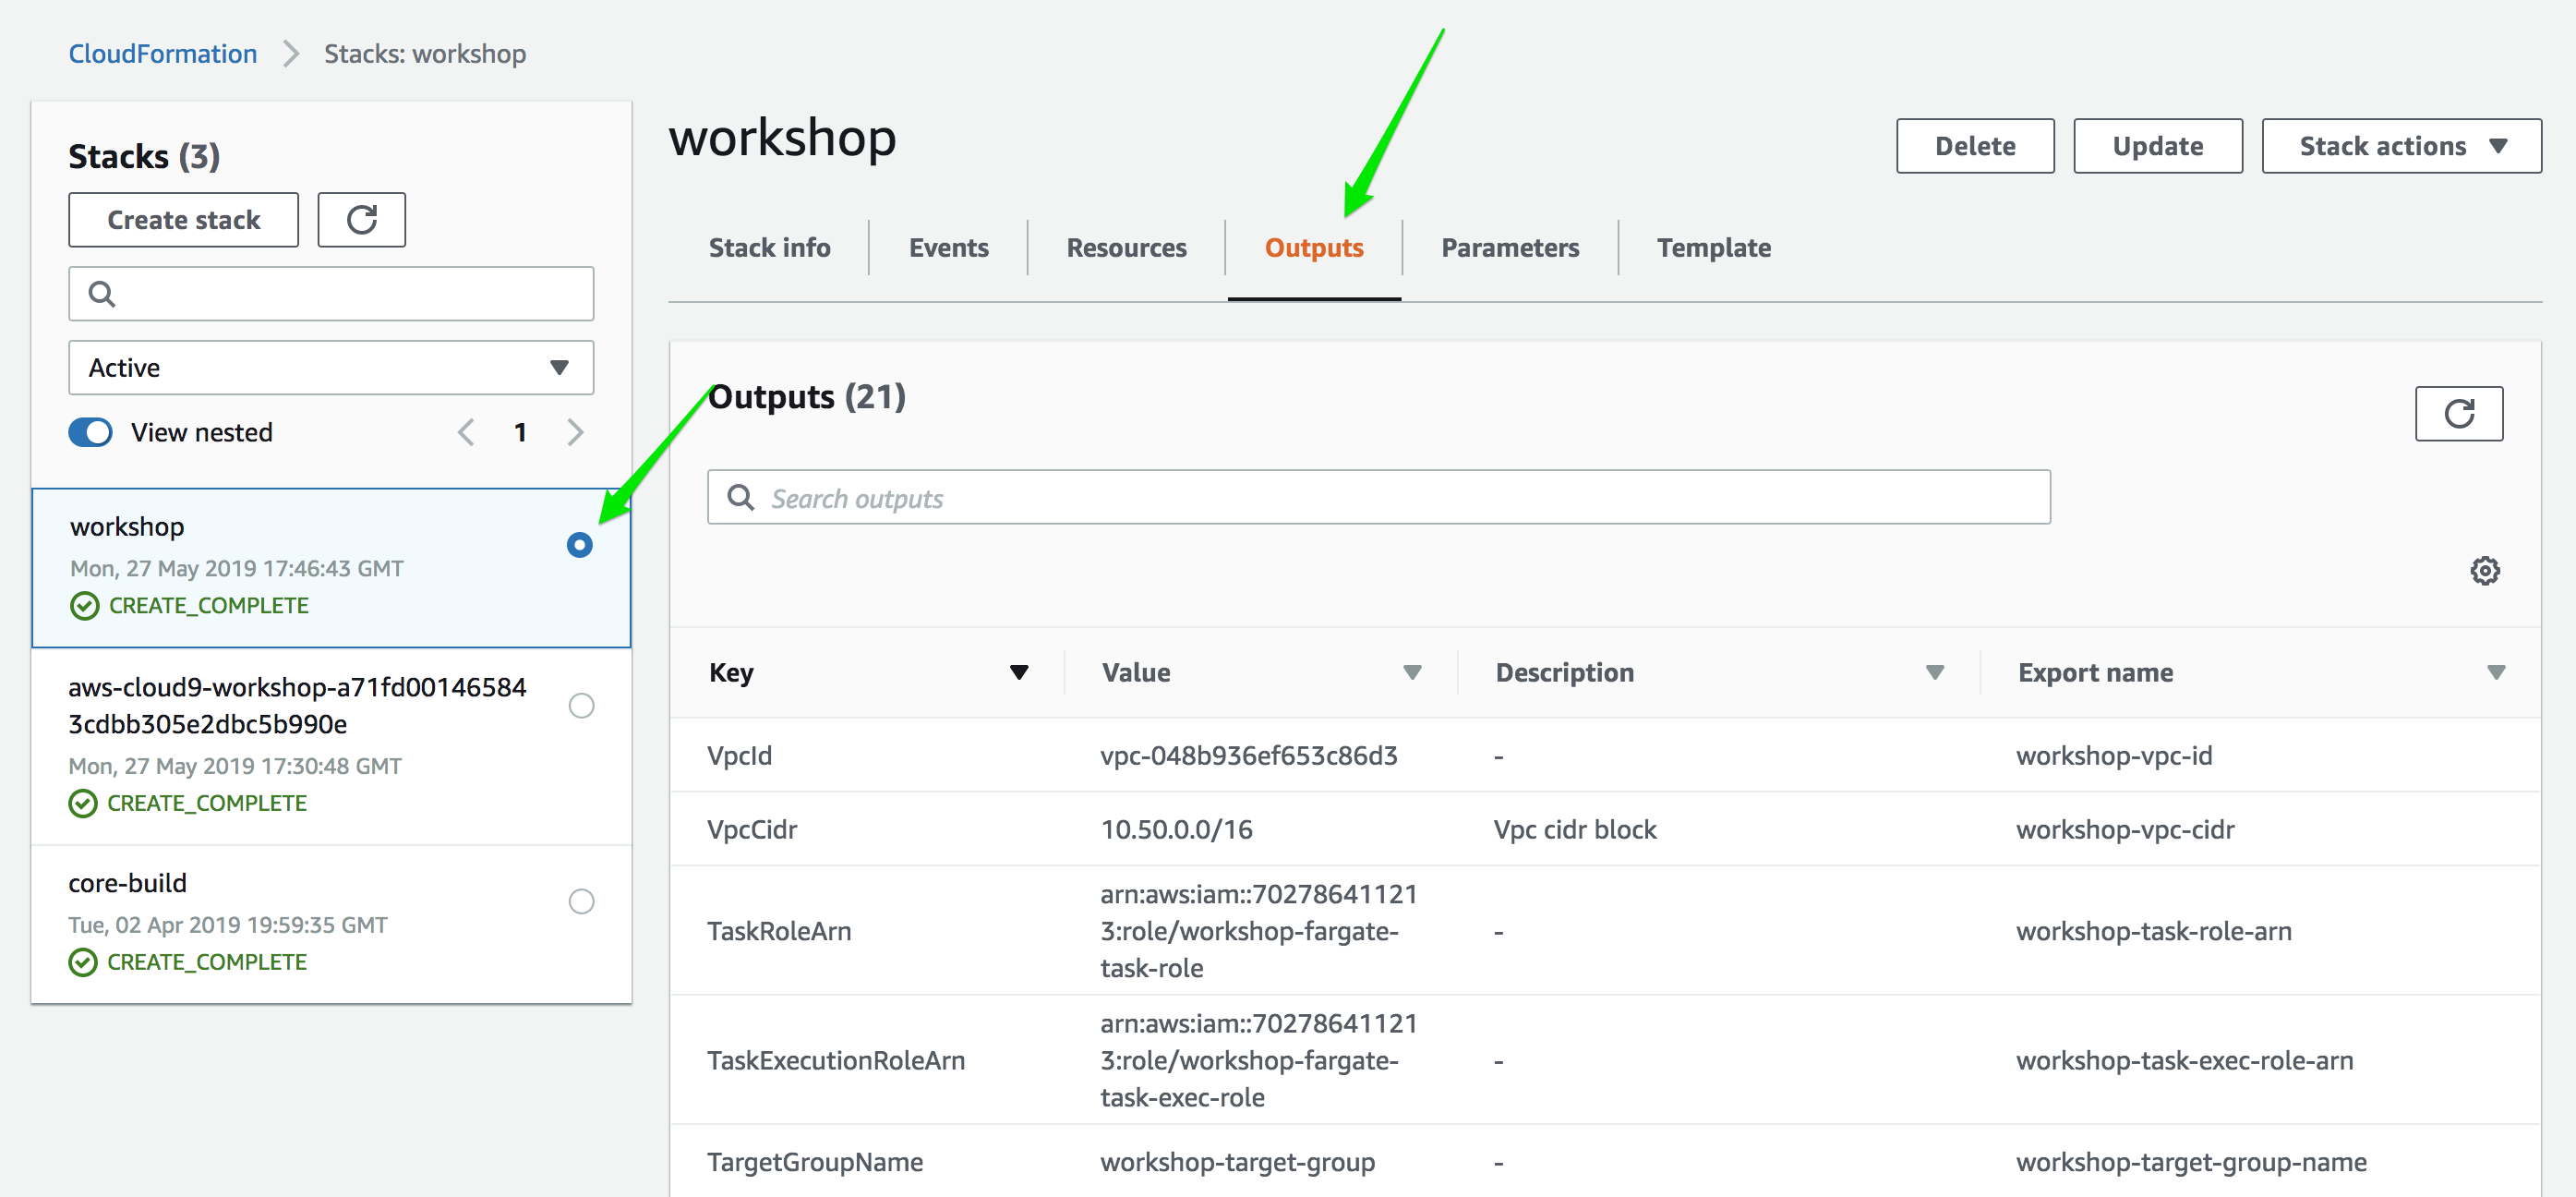 CloudFormation
Stacks: workshop
Stacks (3)
Create stack
Active
View nested
1
workshop
Mon, 27 May 2019 17:46:43 GMT
CREATE_COMPLETE
aws-cloud9-workshop-a71fd00146584
3cdbb305e2dbc5b990e
Mon, 27 May 2019 17:30:48 GMT
CREATE_COMPLETE
core-build
Tue, 02 Apr 2019 19:59:35 GMT
CREATE_COMPLETE
workshop
Delete
Update
Stack actions
Stack info
Events
Resources
Outputs
Parameters
Template
Outputs (21)
Search outputs
Key
Value
Description
Export name
VpcId
vpc-048b936ef653c86d3
-
workshop-vpc-id
VpcCidr
10.50.0.0/16
Vpc cidr block
workshop-vpc-cidr
TaskRoleArn
arn:aws:iam::70278641121
3:role/workshop-fargate-
task-role
-
workshop-task-role-arn
TaskExecutionRoleArn
arn:aws:iam::70278641121
3:role/workshop-fargate-
task-exec-role
-
workshop-task-exec-role-arn
TargetGroupName
workshop-target-group
-
workshop-target-group-name